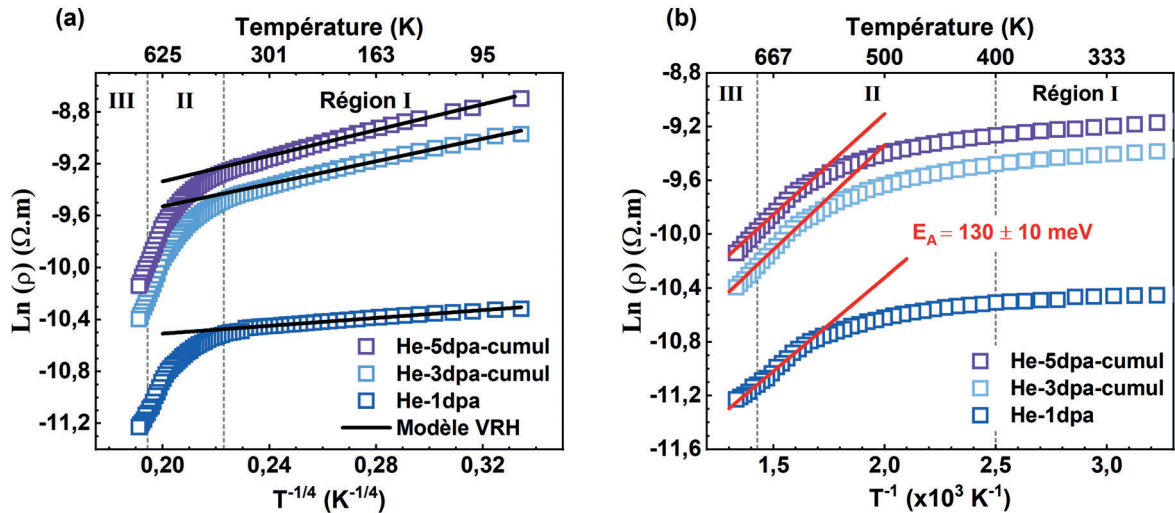 (a)
Température (K)
625 301 163 95
III II Région I
-8,8
-9,2
-9,6
-10,0
-10,4
-10,8
-11,2
Ln (ρ) (Ω.m)
He-5dpa-cumul
He-3dpa-cumul
He-1dpa
Modèle VRH
0,20 0,24 0,28 0,32
T-1/4 (K-1/4)
(b)
Température (K)
667 500 400 333
III II Région I
-8,8
-9,2
-9,6
-10,0
-10,4
-10,8
-11,2
-11,6
Ln (ρ) (Ω.m)
EA = 130 ± 10 meV
He-5dpa-cumul
He-3dpa-cumul
He-1dpa
1,5 2,0 2,5 3,0
T-1 (x103 K-1)